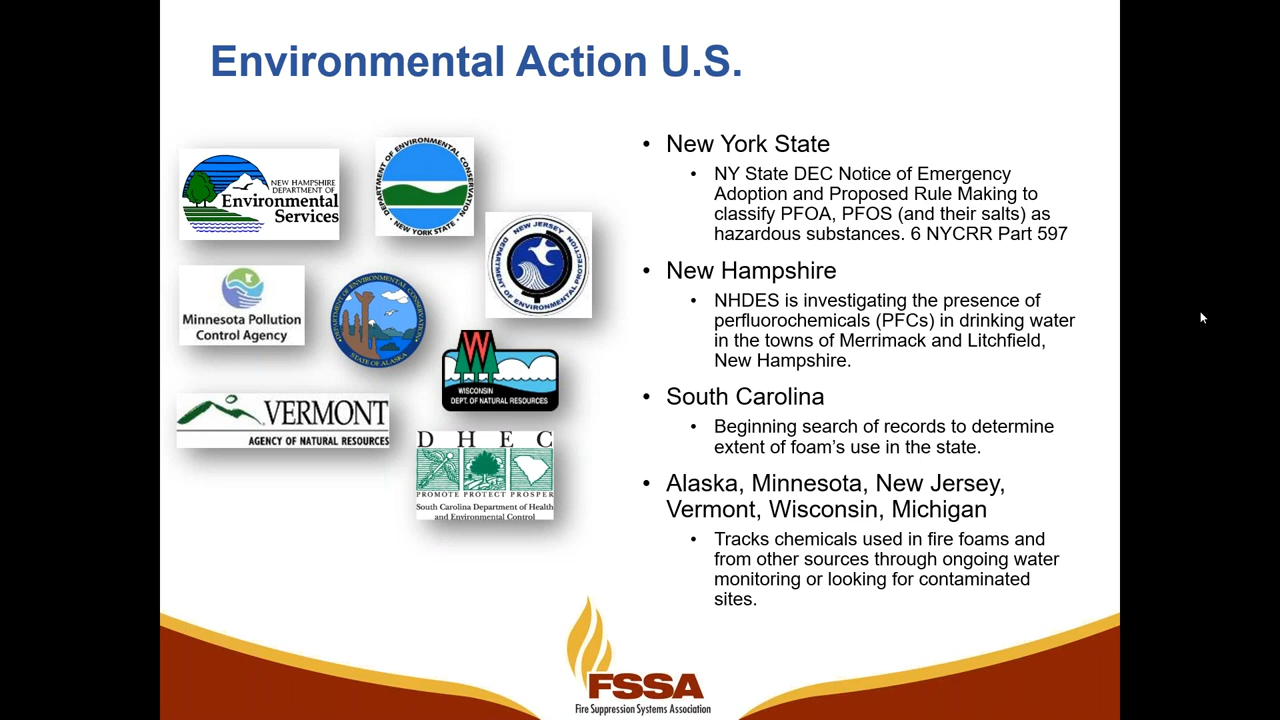 Environmental Action U.S.
NEW HAMPSHIRE
DEPARTMENT OF
Environmental
Services
DEPARTMENT OF ENVIRONMENTAL CONSERVATION
• NEW YORK STATE •
NEW JERSEY
DEPARTMENT OF ENVIRONMENTAL PROTECTION
Minnesota Pollution
Control Agency
DEPARTMENT OF ENVIRONMENTAL CONSERVATION
STATE OF ALASKA
W
WISCONSIN
DEPT. OF NATURAL RESOURCES
VERMONT
AGENCY OF NATURAL RESOURCES
D H E C
PROMOTE PROTECT PROSPER
South Carolina Department of Health
and Environmental Control
• New York State
• NY State DEC Notice of Emergency
Adoption and Proposed Rule Making to
classify PFOA, PFOS (and their salts) as
hazardous substances. 6 NYCRR Part 597
• New Hampshire
• NHDES is investigating the presence of
perfluorochemicals (PFCs) in drinking water
in the towns of Merrimack and Litchfield,
New Hampshire.
• South Carolina
• Beginning search of records to determine
extent of foam’s use in the state.
• Alaska, Minnesota, New Jersey,
Vermont, Wisconsin, Michigan
• Tracks chemicals used in fire foams and
from other sources through ongoing water
monitoring or looking for contaminated
sites.
FSSA
Fire Suppression Systems Association